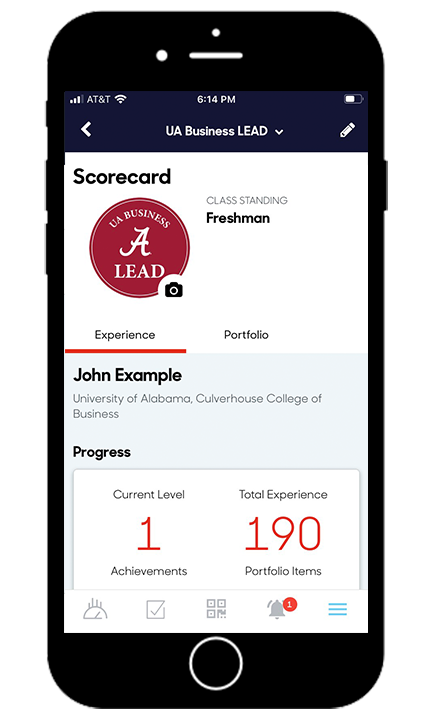 AT&T 6:14 PM
UA Business LEAD
Scorecard
UA BUSINESS
A
LEAD
CLASS STANDING
Freshman
Experience Portfolio
John Example
University of Alabama, Culverhouse College of
Business
Progress
Current Level Total Experience
1 190
Achievements Portfolio Items
1